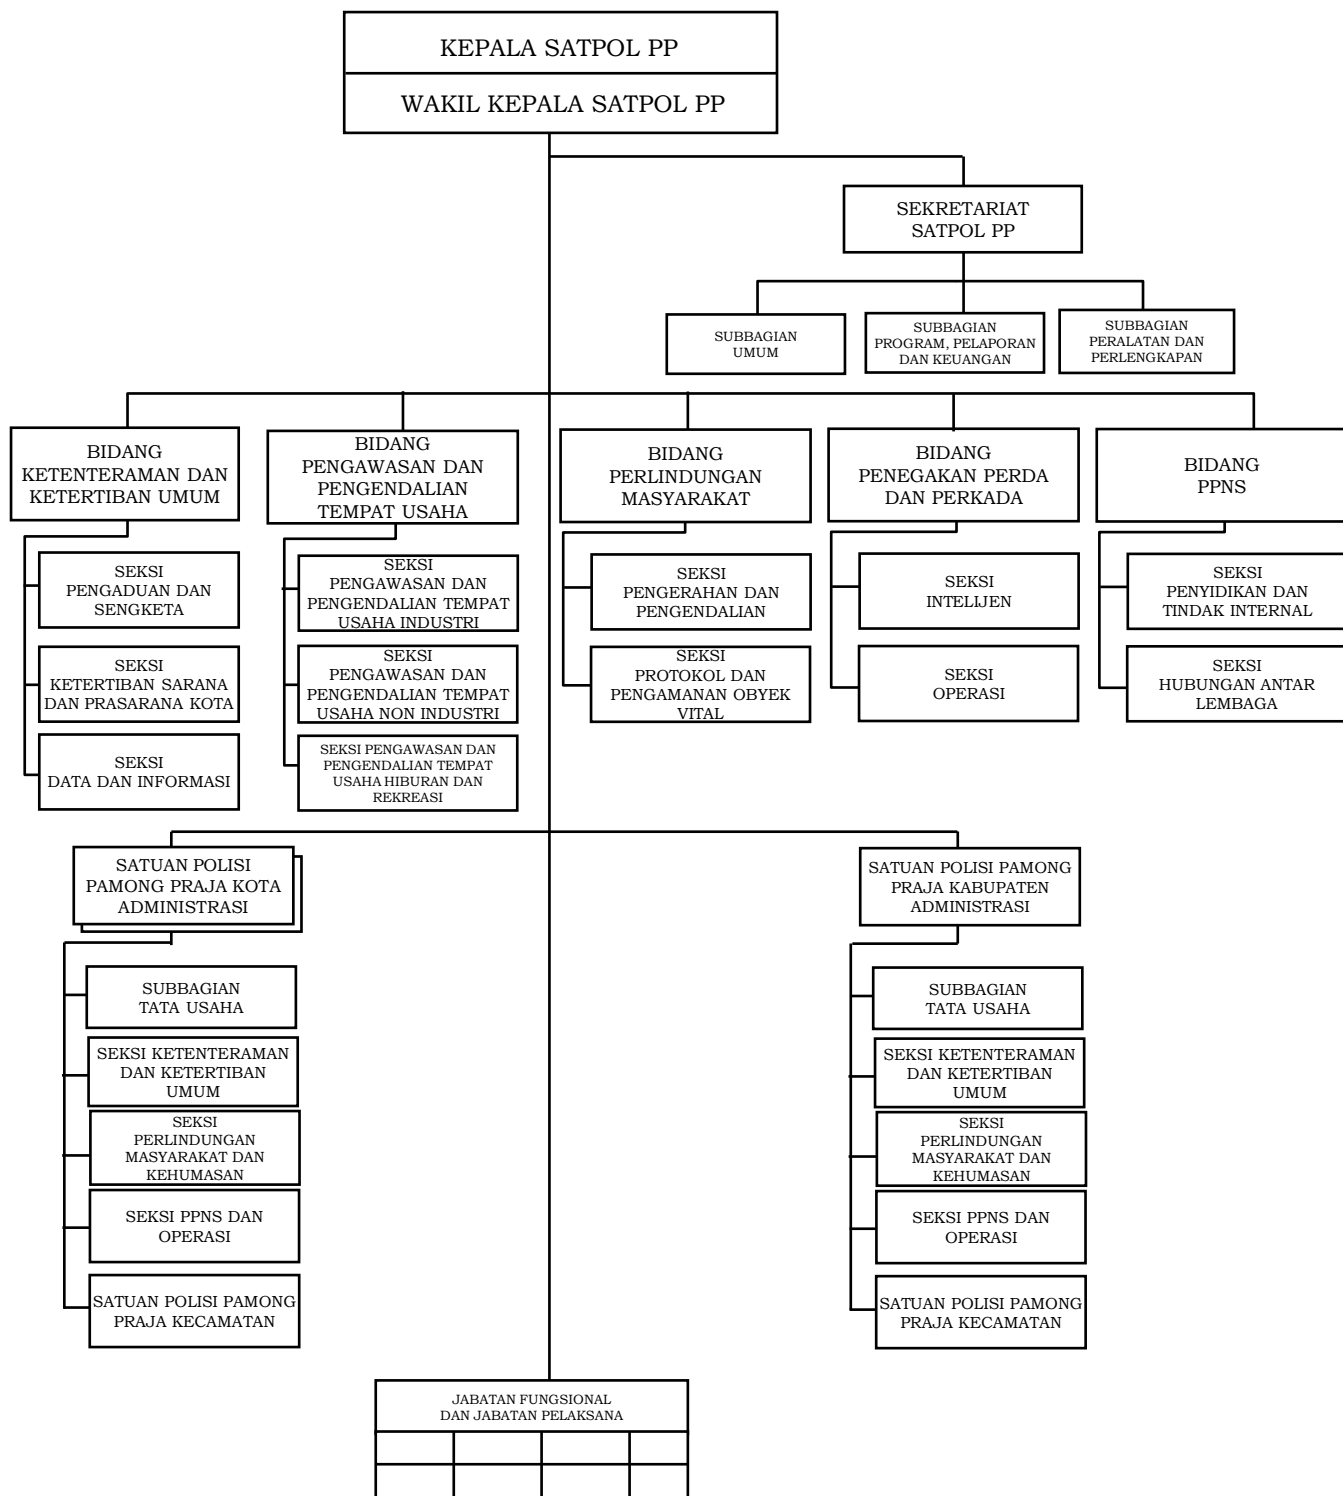 KEPALA SATPOL PP
WAKIL KEPALA SATPOL PP
SEKRETARIAT
SATPOL PP
SUBBAGIAN
UMUM
SUBBAGIAN
PROGRAM, PELAPORAN
DAN KEUANGAN
SUBBAGIAN
PERALATAN DAN
PERLENGKAPAN
BIDANG
KETENTERAMAN DAN
KETERTIBAN UMUM
SEKSI
PENGADUAN DAN
SENGKETA
SEKSI
KETERTIBAN SARANA
DAN PRASARANA KOTA
SEKSI
DATA DAN INFORMASI
BIDANG
PENGAWASAN DAN
PENGENDALIAN
TEMPAT USAHA
SEKSI
PENGAWASAN DAN
PENGENDALIAN TEMPAT
USAHA INDUSTRI
SEKSI
PENGAWASAN DAN
PENGENDALIAN TEMPAT
USAHA NON INDUSTRI
SEKSI PENGAWASAN DAN
PENGENDALIAN TEMPAT
USAHA HIBURAN DAN
REKREASI
BIDANG
PERLINDUNGAN
MASYARAKAT
SEKSI
PENGERAHAN DAN
PENGENDALIAN
SEKSI
PROTOKOL DAN
PENGAMANAN OBYEK
VITAL
BIDANG
PENEGAKAN PERDA
DAN PERKADA
SEKSI
INTELIJEN
SEKSI
OPERASI
BIDANG
PPNS
SEKSI
PENYIDIKAN DAN
TINDAK INTERNAL
SEKSI
HUBUNGAN ANTAR
LEMBAGA
SATUAN POLISI
PAMONG PRAJA KOTA
ADMINISTRASI
SUBBAGIAN
TATA USAHA
SEKSI KETENTERAMAN
DAN KETERTIBAN
UMUM
SEKSI
PERLINDUNGAN
MASYARAKAT DAN
KEHUMASAN
SEKSI PPNS DAN
OPERASI
SATUAN POLISI PAMONG
PRAJA KECAMATAN
SATUAN POLISI PAMONG
PRAJA KABUPATEN
ADMINISTRASI
SUBBAGIAN
TATA USAHA
SEKSI KETENTERAMAN
DAN KETERTIBAN
UMUM
SEKSI
PERLINDUNGAN
MASYARAKAT DAN
KEHUMASAN
SEKSI PPNS DAN
OPERASI
SATUAN POLISI PAMONG
PRAJA KECAMATAN
JABATAN FUNGSIONAL
DAN JABATAN PELAKSANA